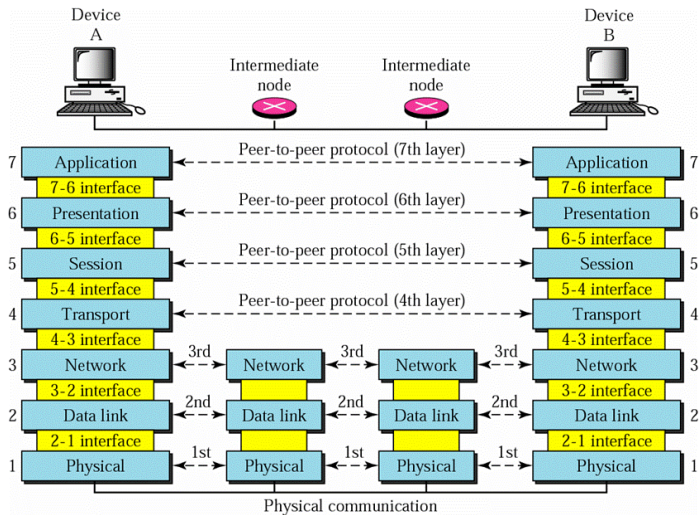 Device
A
Device
B
Intermediate
node
Intermediate
node
7 Application Peer-to-peer protocol (7th layer) Application 7
7-6 interface 7-6 interface
6 Presentation Peer-to-peer protocol (6th layer) Presentation 6
6-5 interface 6-5 interface
5 Session Peer-to-peer protocol (5th layer) Session 5
5-4 interface 5-4 interface
4 Transport Peer-to-peer protocol (4th layer) Transport 4
4-3 interface 4-3 interface
3 Network 3rd Network 3rd Network 3rd Network 3
3-2 interface 3-2 interface
2 Data link 2nd Data link 2nd Data link 2nd Data link 2
2-1 interface 2-1 interface
1 Physical 1st Physical 1st Physical 1st Physical 1
Physical communication